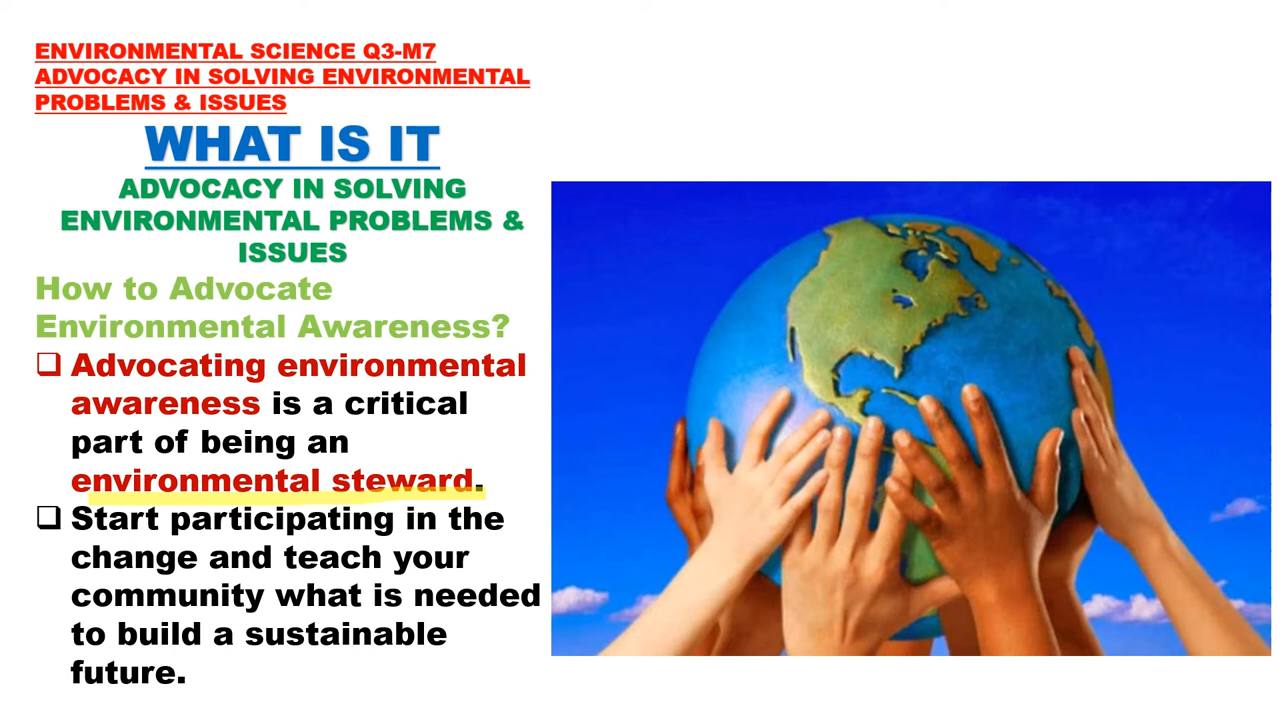 ENVIRONMENTAL SCIENCE Q3-M7
ADVOCACY IN SOLVING ENVIRONMENTAL
PROBLEMS & ISSUES
WHAT IS IT
ADVOCACY IN SOLVING
ENVIRONMENTAL PROBLEMS &
ISSUES
How to Advocate
Environmental Awareness?
❑ Advocating environmental
awareness is a critical
part of being an
environmental steward.
❑ Start participating in the
change and teach your
community what is needed
to build a sustainable
future.